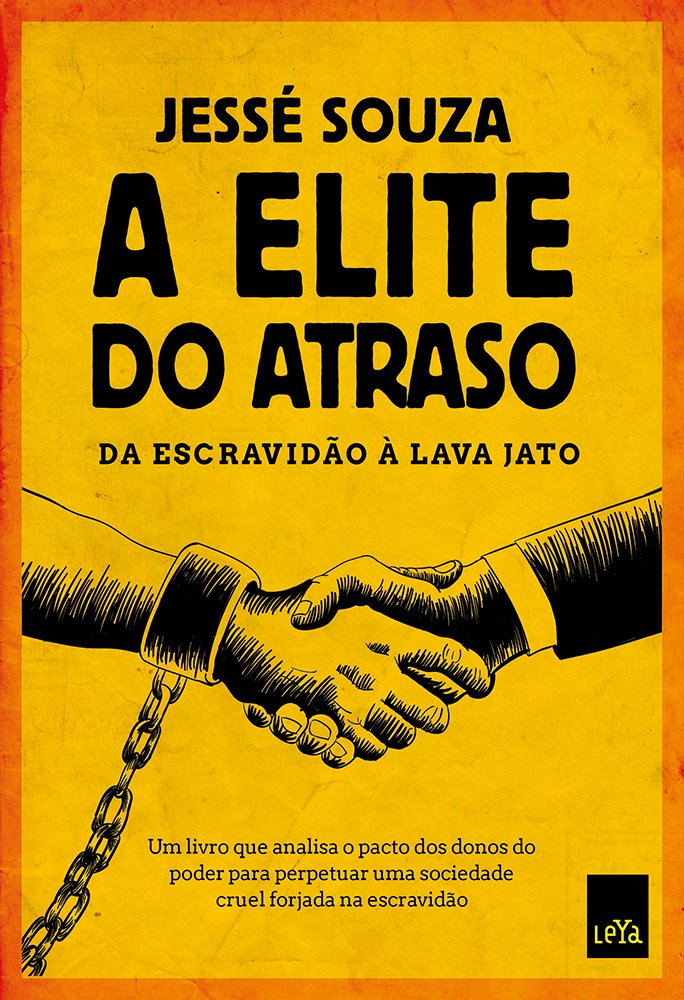 JESSÉ SOUZA
A ELITE
DO ATRASO
DA ESCRAVIDÃO À LAVA JATO
Um livro que analisa o pacto dos donos do
poder para perpetuar uma sociedade
cruel forjada na escravidão
LeYa